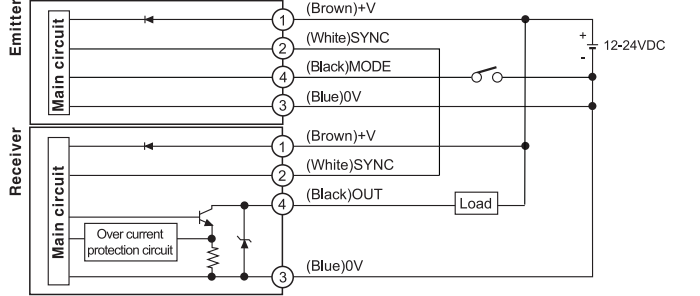 Emitter
Main circuit
1
(Brown)+V
2
(White)SYNC
4
(Black)MODE
3
(Blue)0V
+
-
12-24VDC
Receiver
Main circuit
1
(Brown)+V
2
(White)SYNC
4
(Black)OUT
Load
Over current
protection circuit
3
(Blue)0V